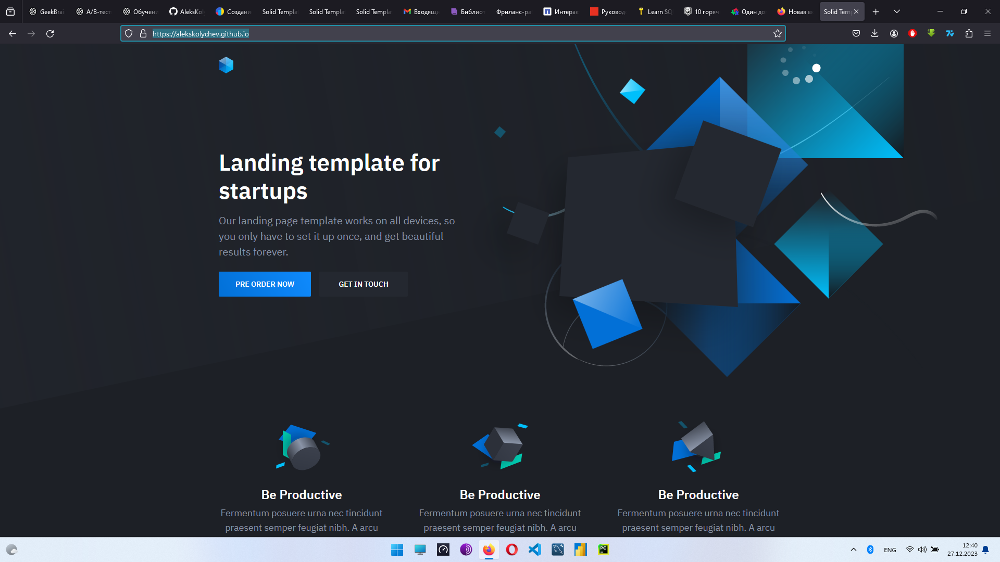 GeekBrai
A/B-тест
Обучени
AleksKol
Создани
Solid Templa
Solid Templa
Solid Templa
Входящи
Библиот
Фриланс-ра
Интерак
Руковод
Learn SQ
10 горяч
Один до
Новая в
Solid Temp
https://alekskolychev.github.io
Landing template for
startups
Our landing page template works on all devices, so
you only have to set it up once, and get beautiful
results forever.
PRE ORDER NOW
GET IN TOUCH
Be Productive
Be Productive
Be Productive
Fermentum posuere urna nec tincidunt
praesent semper feugiat nibh. A arcu
Fermentum posuere urna nec tincidunt
praesent semper feugiat nibh. A arcu
Fermentum posuere urna nec tincidunt
praesent semper feugiat nibh. A arcu
PC
ENG
12:40
27.12.2023